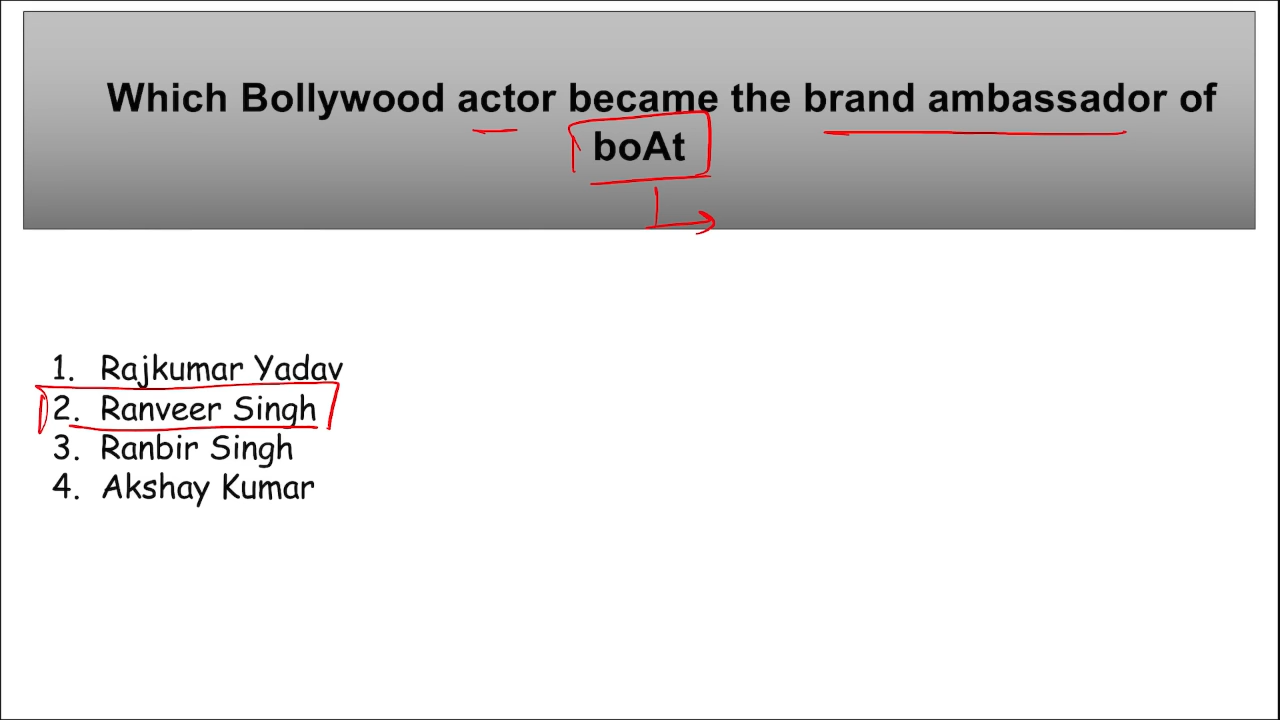 Which Bollywood actor became the brand ambassador of
boAt
1. Rajkumar Yadav
2. Ranveer Singh
3. Ranbir Singh
4. Akshay Kumar